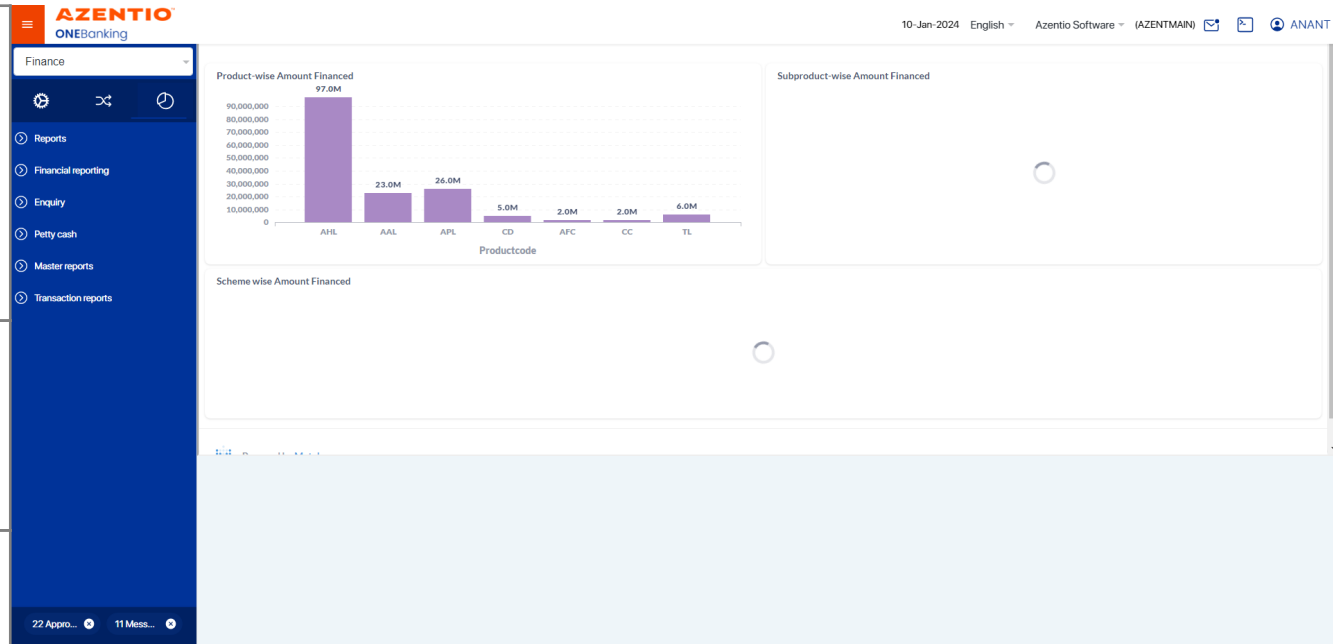 AZENTIO
ONEBanking
10-Jan-2024 English Azentio Software (AZENTMAIN) ANANT
Finance
Reports
Financial reporting
Enquiry
Petty cash
Master reports
Transaction reports
22 Appro... 11 Mess...
Product-wise Amount Financed
97.0M
90,000,000
80,000,000
70,000,000
60,000,000
50,000,000
40,000,000
30,000,000
20,000,000
10,000,000
0
23.0M
26.0M
5.0M
2.0M
2.0M
6.0M
AHL AAL APL CD AFC CC TL
Productcode
Subproduct-wise Amount Financed
Scheme wise Amount Financed